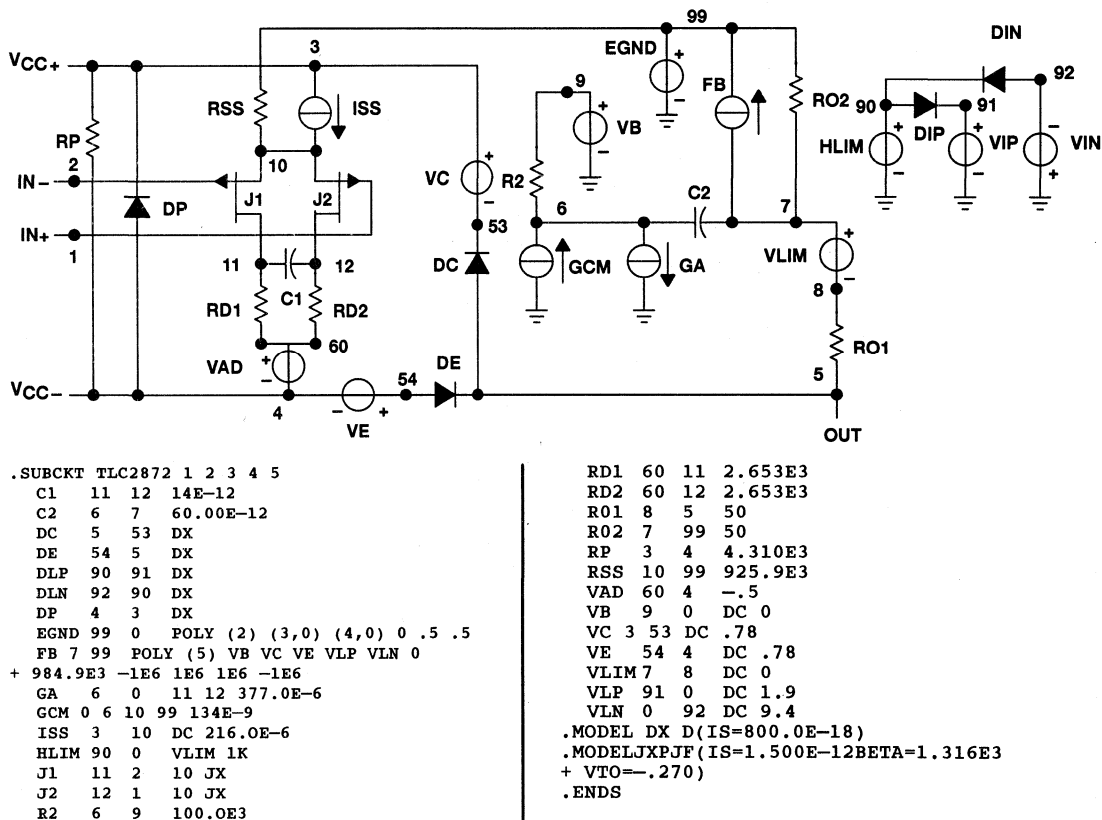 99
DIN
3
EGND
+
VCC+
9
92
FB
ISS
+
RSS
RO2
90
91
−
RP
VB
DIP
10
−
2
HLIM
+
+
−
VIP
VIN
IN−
R2
C2
VC
+
J1
J2
−
−
+
DP
−
6
7
IN+
53
1
VLIM
+
DC
GCM
GA
−
11
12
8
C1
RD1
RD2
RO1
60
VAD
+
−
DE
54
5
VCC−
4
−
+
VE
OUT
.SUBCKT TLC2872 1 2 3 4 5
C1 11 12 14E−12
C2 6 7 60.00E−12
DC 5 53 DX
DE 54 5 DX
DLP 90 91 DX
DLN 92 90 DX
DP 4 3 DX
EGND 99 0 POLY (2) (3,0) (4,0) 0 .5 .5
FB 7 99 POLY (5) VB VC VE VLP VLN 0
+ 984.9E3 −1E6 1E6 1E6 −1E6
GA 6 0 11 12 377.0E−6
GCM 0 6 10 99 134E−9
ISS 3 10 DC 216.OE−6
HLIM 90 0 VLIM 1K
J1 11 2 10 JX
J2 12 1 10 JX
R2 6 9 100.OE3
RD1 60 11 2.653E3
RD2 60 12 2.653E3
R01 8 5 50
R02 7 99 50
RP 3 4 4.310E3
RSS 10 99 925.9E3
VAD 60 4 −.5
VB 9 0 DC 0
VC 3 53 DC .78
VE 54 4 DC .78
VLIM7 8 DC 0
VLP 91 0 DC 1.9
VLN 0 92 DC 9.4
.MODEL DX D(IS=800.0E−18)
.MODELJXPJF(IS=1.500E−12BETA=1.316E3
+ VTO=−.270)
.ENDS